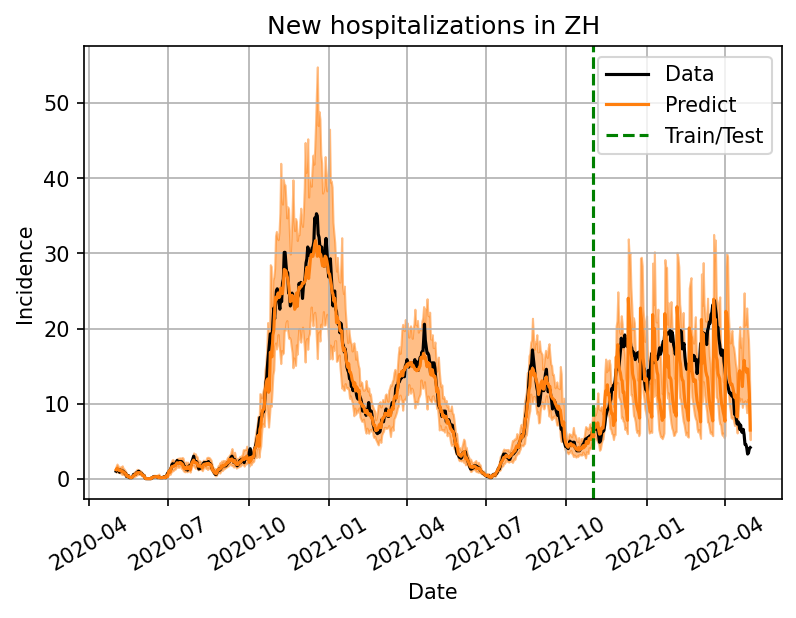 New hospitalizations in ZH
Data
Predict
Train/Test
Incidence
50
40
30
20
10
0
2020-04
2020-07
2020-10
2021-01
2021-04
2021-07
2021-10
2022-01
2022-04
Date